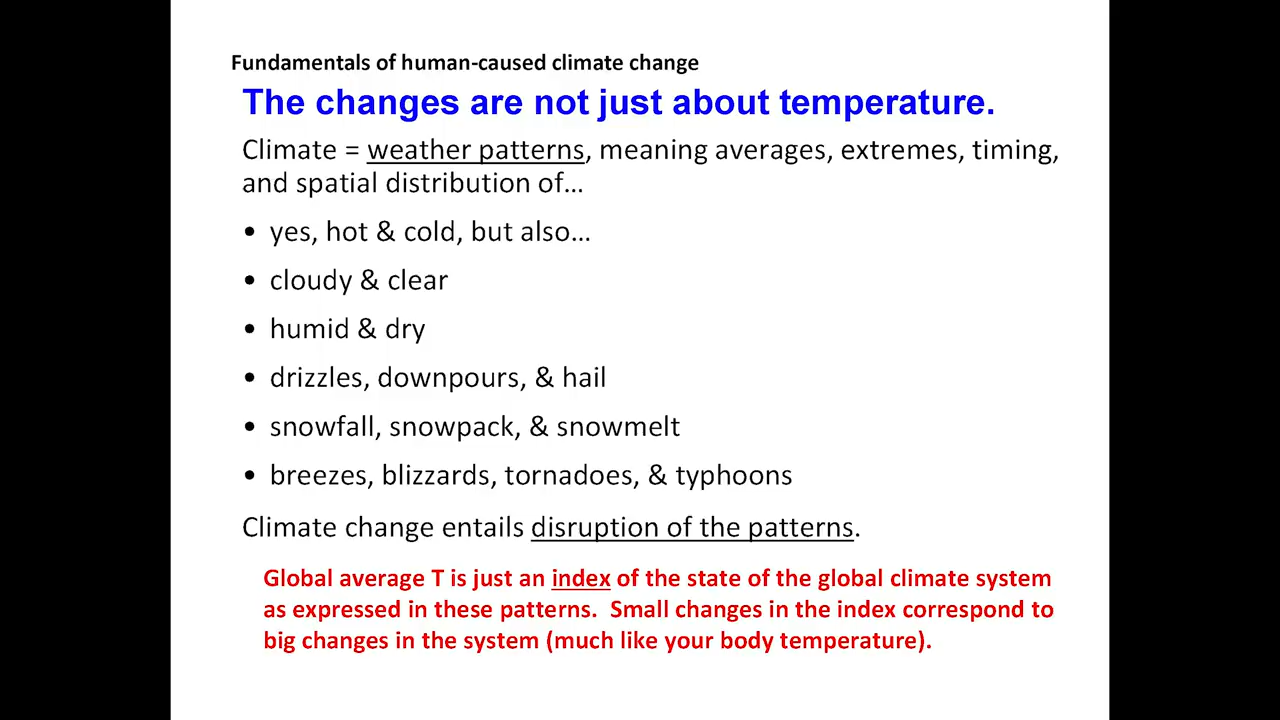 Fundamentals of human-caused climate change
The changes are not just about temperature.
Climate = weather patterns, meaning averages, extremes, timing,
and spatial distribution of…
• yes, hot & cold, but also…
• cloudy & clear
• humid & dry
• drizzles, downpours, & hail
• snowfall, snowpack, & snowmelt
• breezes, blizzards, tornadoes, & typhoons
Climate change entails disruption of the patterns.
Global average T is just an index of the state of the global climate system
as expressed in these patterns.  Small changes in the index correspond to
big changes in the system (much like your body temperature).